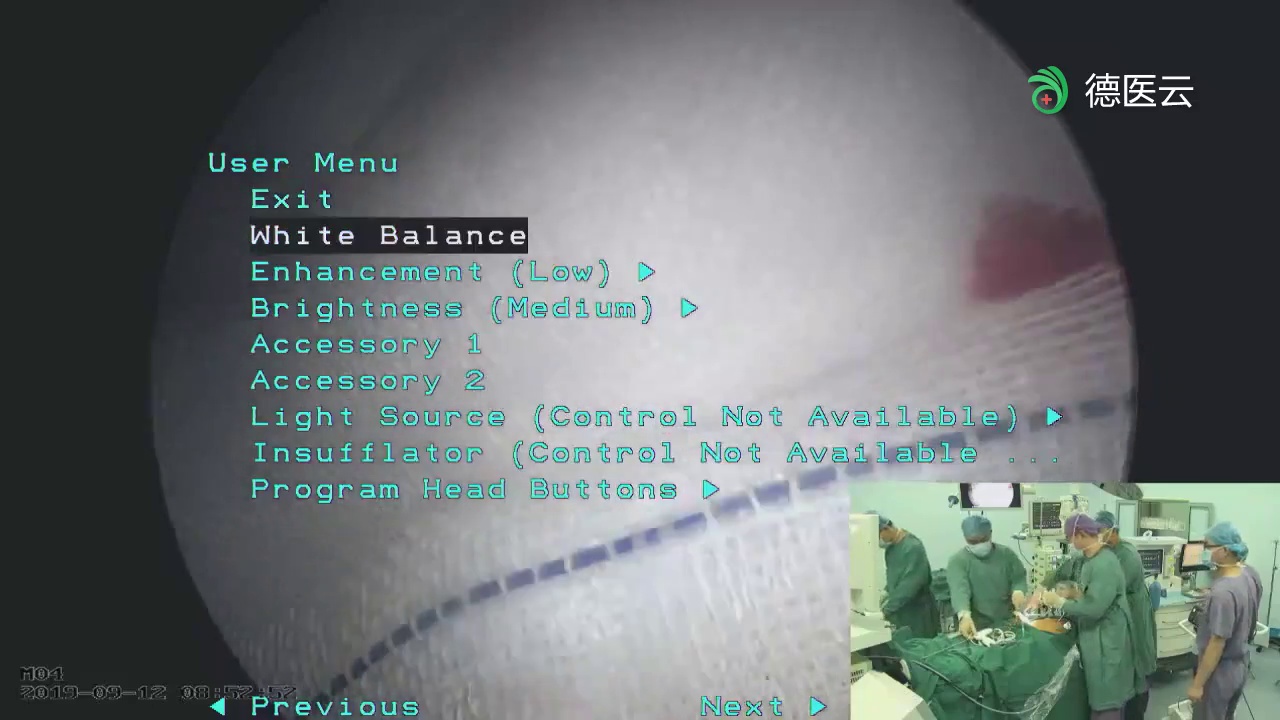 德医云
User Menu
Exit
White Balance
Enhancement (Low) ▶
Brightness (Medium) ▶
Accessory 1
Accessory 2
Light Source (Control Not Available) ▶
Insufflator (Control Not Available ...
Program Head Buttons ▶
M04
2019-09-12 08:52:52
◀ Previous
Next ▶